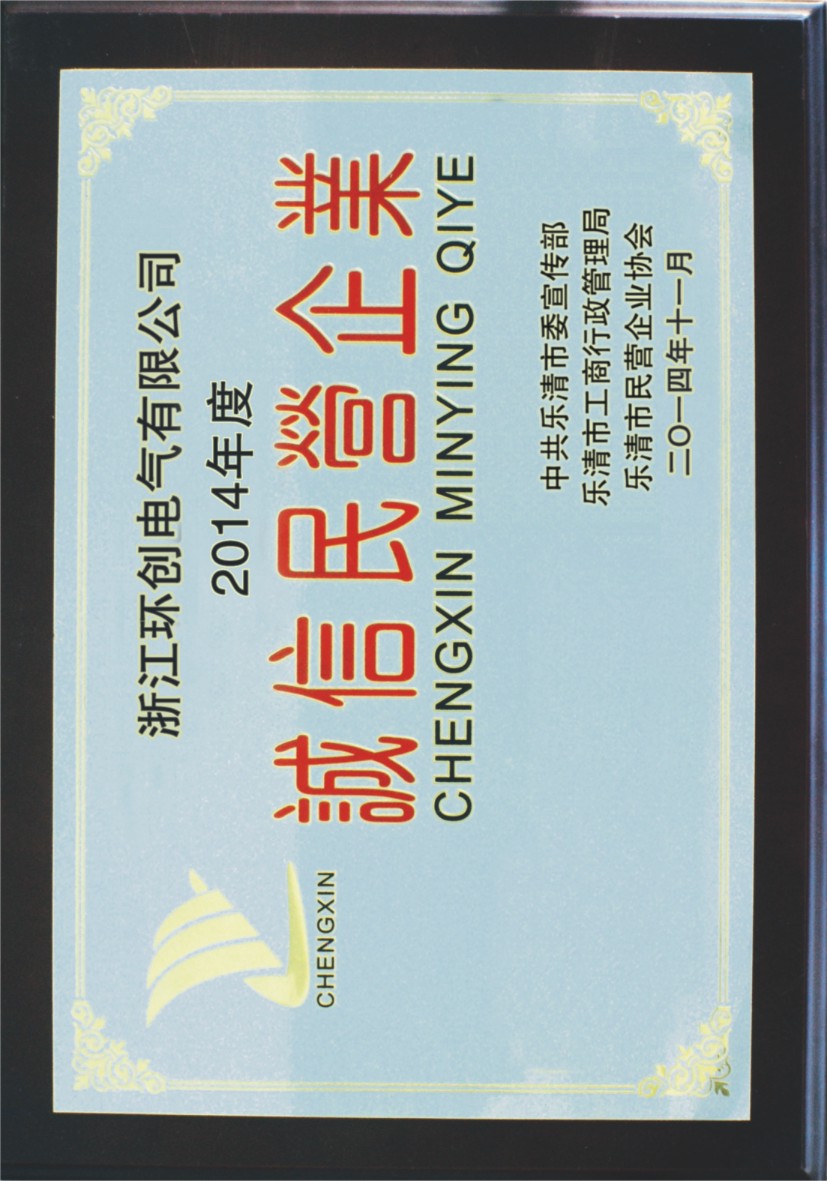 浙江环创电气有限公司
2014年度
誠信民營企業
CHENGXIN MINYING QIYE
CHENGXIN
中共乐清市委宣传部
乐清市工商行政管理局
乐清市民营企业协会
二〇一四年十一月